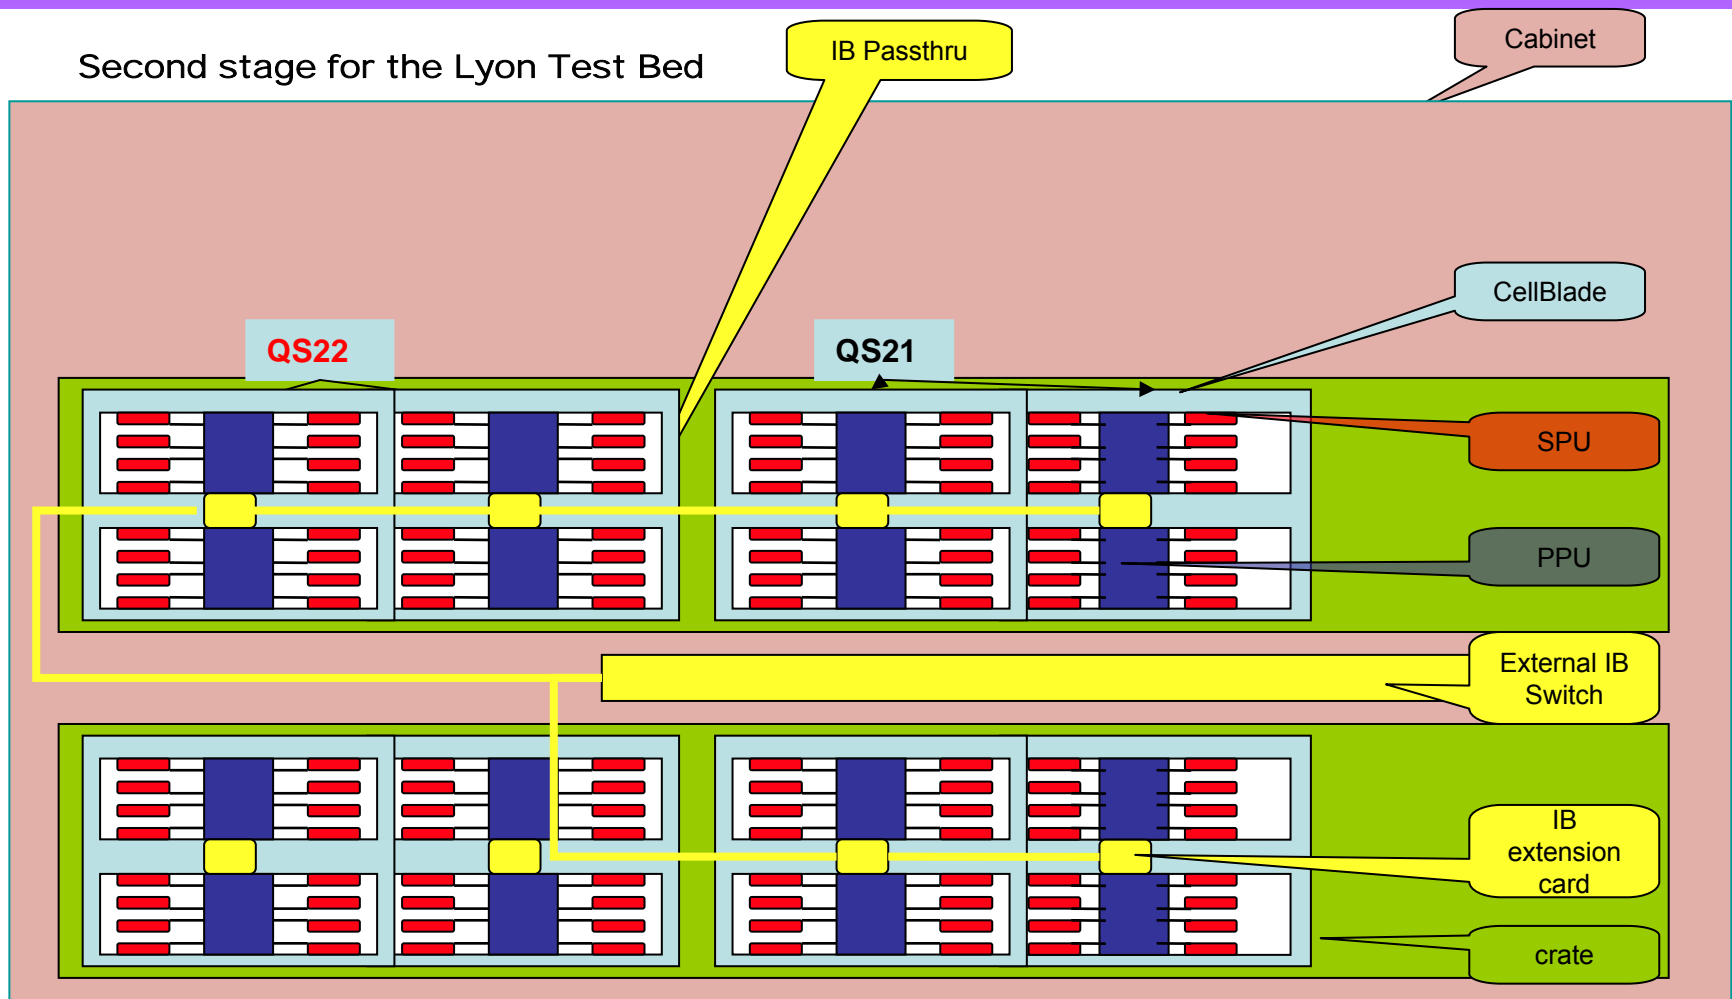 Second stage for the Lyon Test Bed
IB Passthru
Cabinet
CellBlade
QS22
QS21
SPU
PPU
External IB
Switch
IB
extension
card
crate